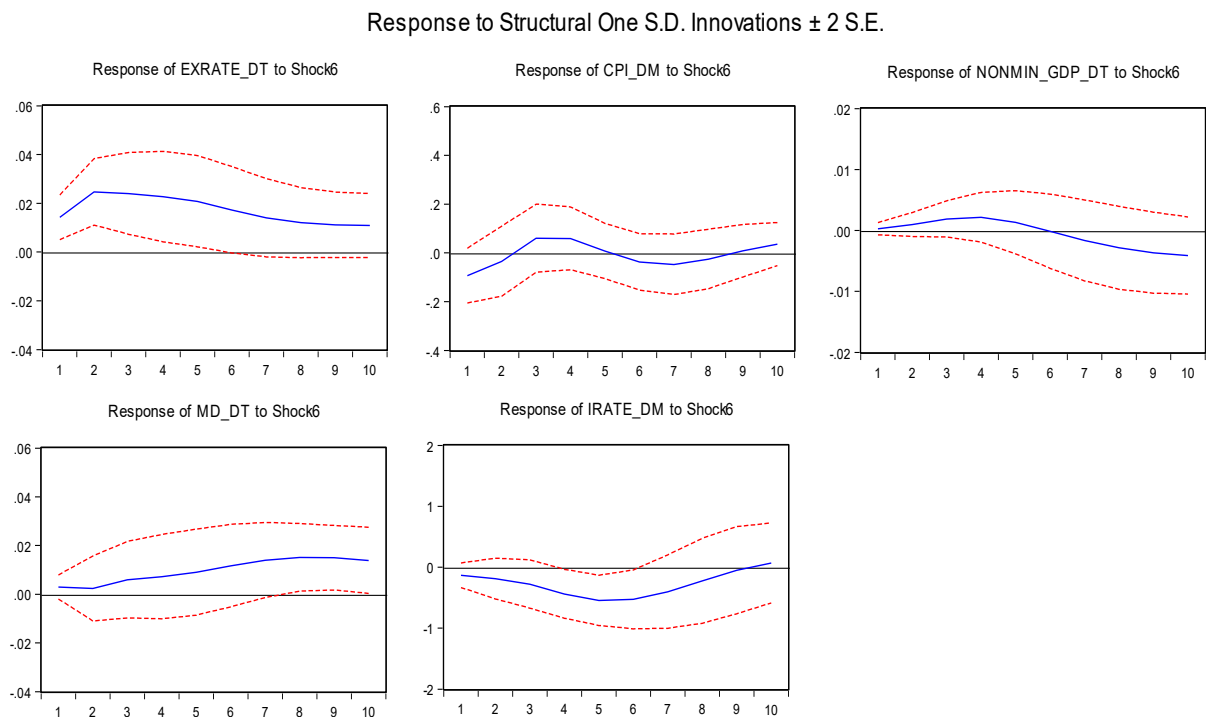 Response to Structural One S.D. Innovations ± 2 S.E.
Response of EXRATE_DT to Shock6
.06
.04
.02
.00
-.02
-.04
1 2 3 4 5 6 7 8 9 10
Response of CPI_DM to Shock6
.6
.4
.2
.0
-.2
-.4
1 2 3 4 5 6 7 8 9 10
Response of NONMIN_GDP_DT to Shock6
.02
.01
.00
-.01
-.02
1 2 3 4 5 6 7 8 9 10
Response of MD_DT to Shock6
.06
.04
.02
.00
-.02
-.04
1 2 3 4 5 6 7 8 9 10
Response of IRATE_DM to Shock6
2
1
0
-1
-2
1 2 3 4 5 6 7 8 9 10